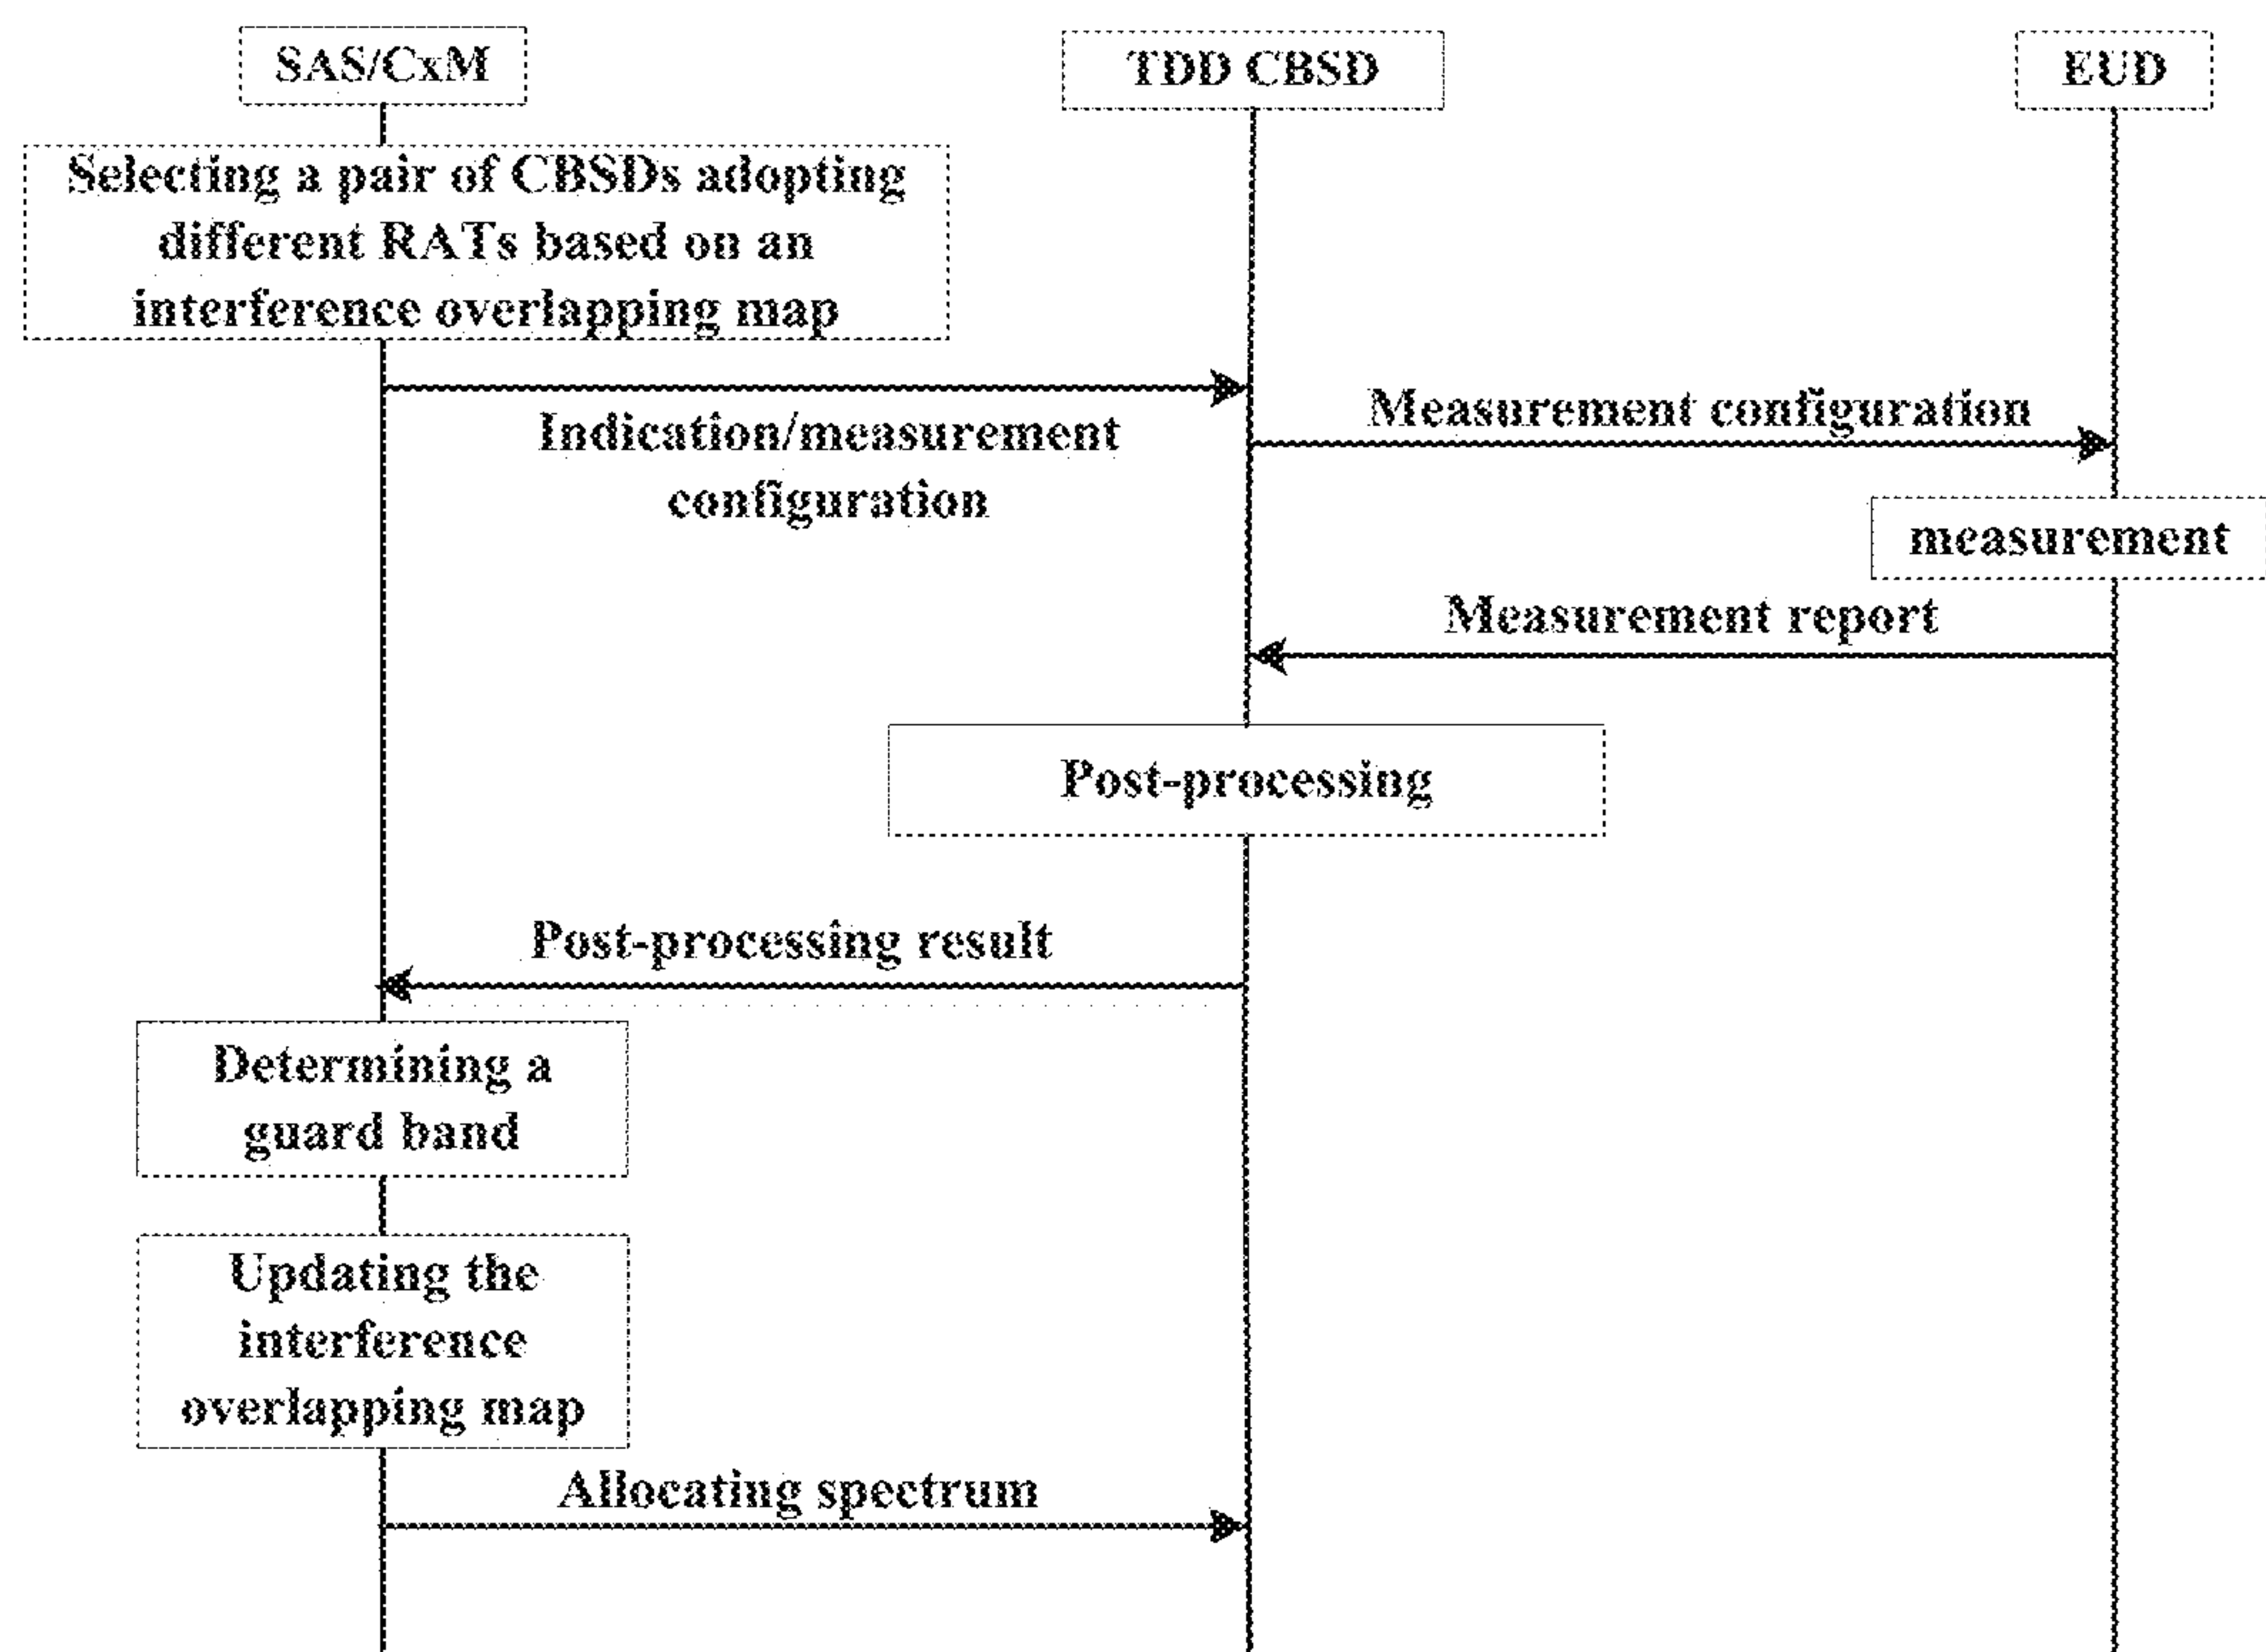 SAS/CxM
TDD CBSD
EUD
Selecting a pair of CBSDs adopting
different RATs based on an
interference overlapping map
Indication/measurement
configuration
Measurement configuration
measurement
Measurement report
Post-processing
Post-processing result
Determining a
guard band
Updating the
interference
overlapping map
Allocating spectrum